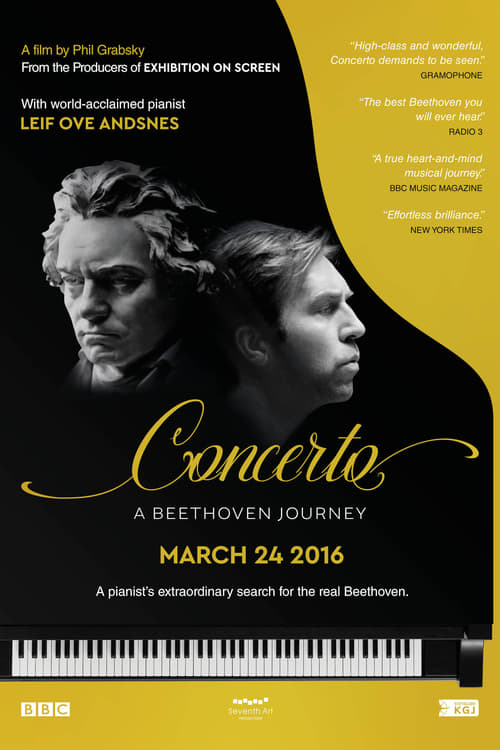 A film by Phil Grabsky
From the Producers of EXHIBITION ON SCREEN
With world-acclaimed pianist
LEIF OVE ANDSNES
“High-class and wonderful,
Concerto demands to be seen.”
GRAMOPHONE
“The best Beethoven you
will ever hear.”
RADIO 3
“A true heart-and-mind
musical journey.”
BBC MUSIC MAGAZINE
“Effortless brilliance.”
NEW YORK TIMES
Concerto
A BEETHOVEN JOURNEY
MARCH 24 2016
A pianist’s extraordinary search for the real Beethoven.
BBC
Seventh Art
KGJ